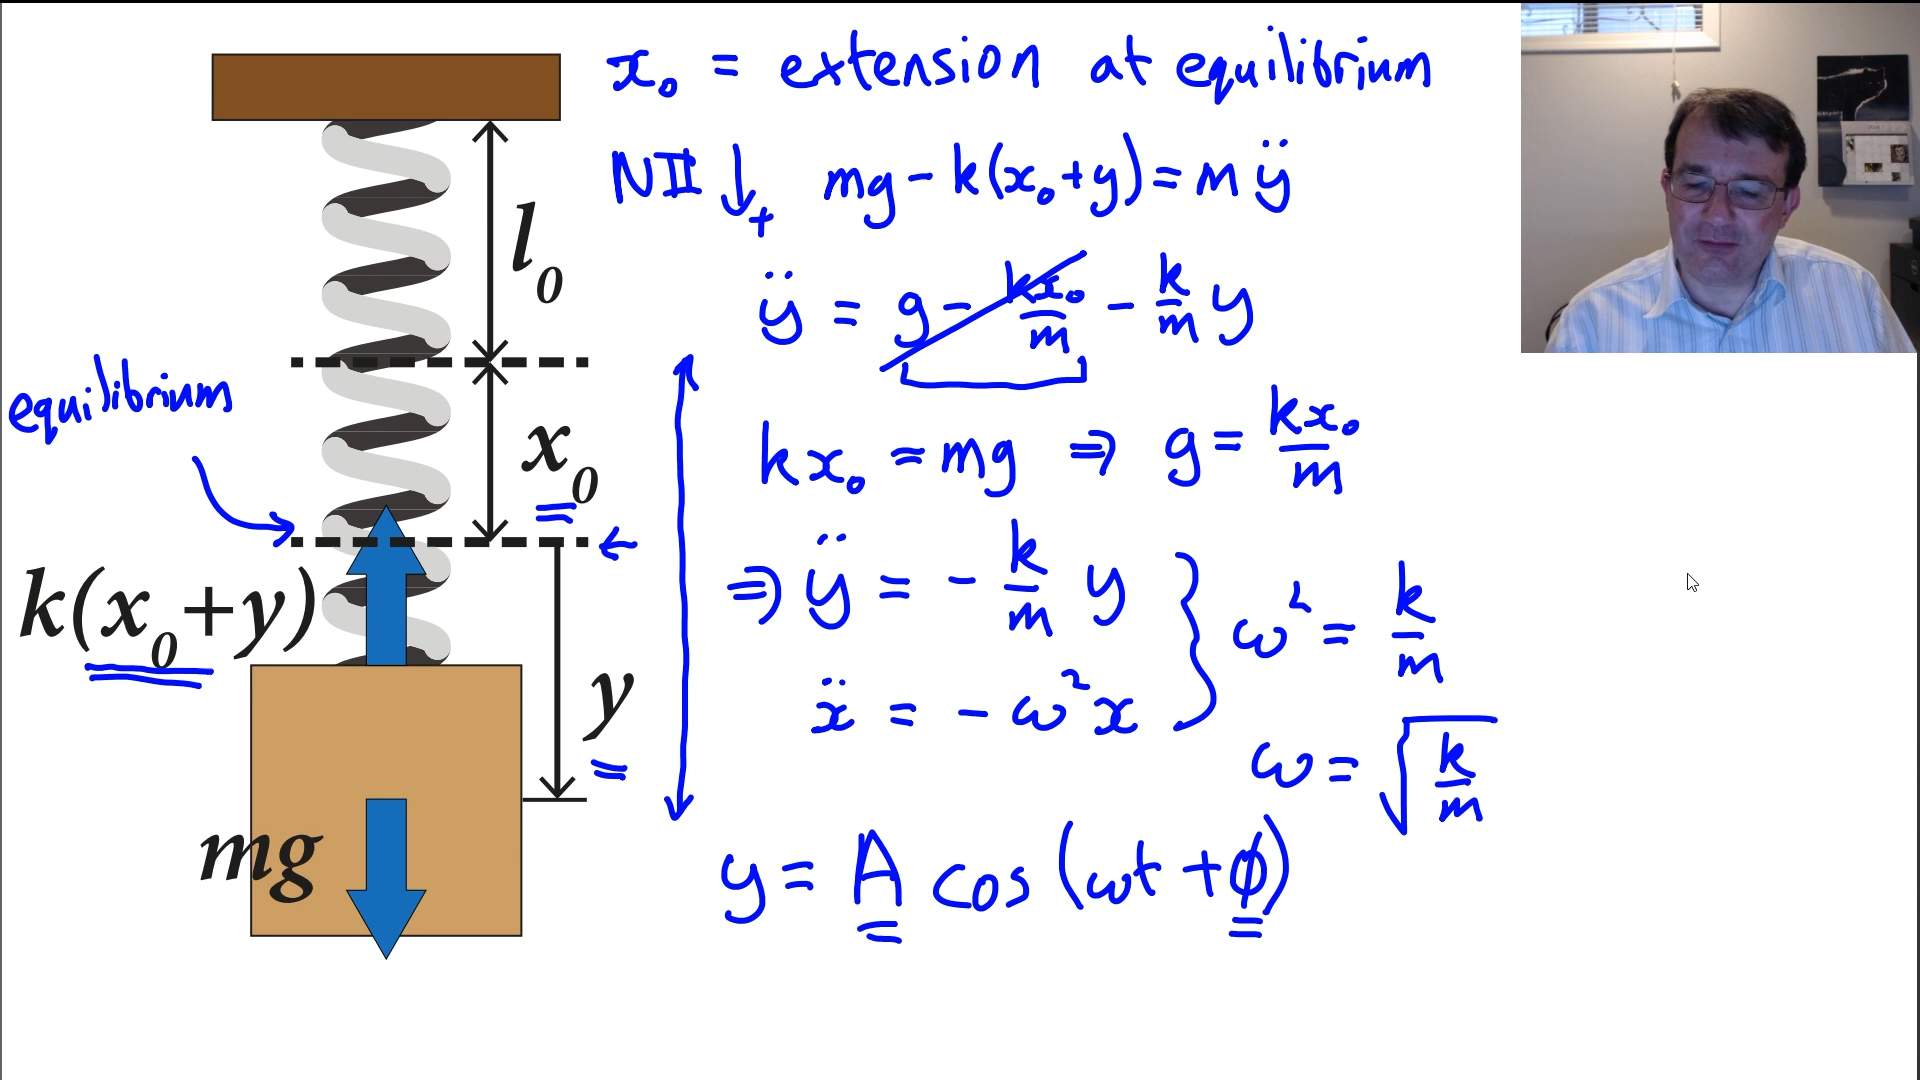 x₀ = extension at equilibrium
NII ↓+ mg - k(x₀+y) = mÿ
ÿ = g - kx₀/m - k/m y
l₀
equilibrium
x₀
kx₀ = mg ⇒ g = kx₀/m
k(x₀+y)
⇒ ÿ = - k/m y
ẍ = - ω²x
ω² = k/m
y
ω = √(k/m)
mg
y = A cos (ωt + φ)